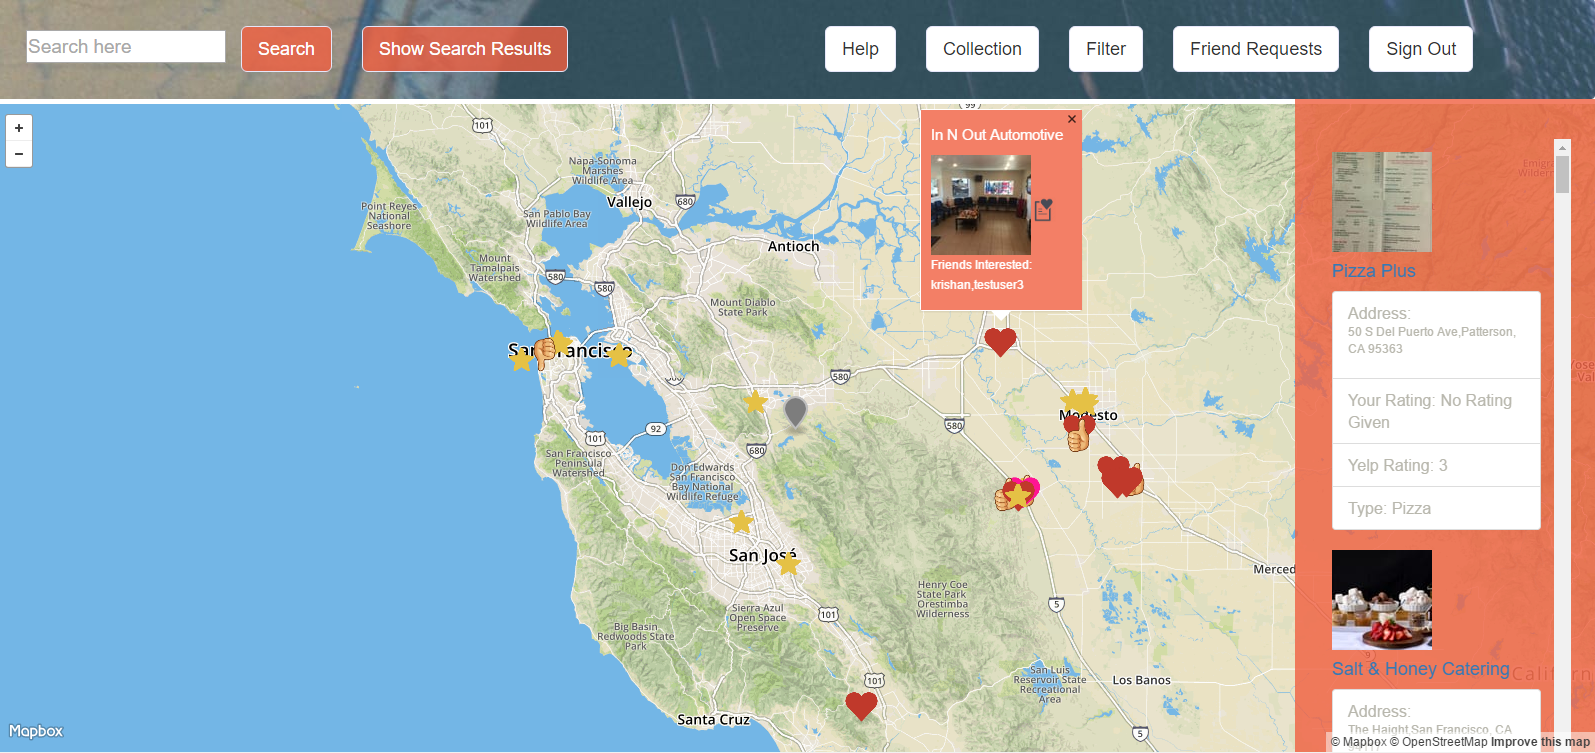 Search here
Search
Show Search Results
Help
Collection
Filter
Friend Requests
Sign Out
+
−
99
101
Napa-Sonoma
Marshes
Wildlife Area
Vallejo
680
Point Reyes
National
Seashore
San Pablo Bay
Wildlife Area
Antioch
Mount
Tamalpais
Watershed
580
580
Mount Diablo
State Park
×
In N Out Automotive
Friends Interested:
krishan,testuser3
San Francisco
580
Modesto
92
101
580
680
San Francisco
Peninsula
Watershed
Don Edwards
San Francisco
Bay National
Wildlife Refuge
San José
Merced
Henry Coe
State Park
Orestimba
Wilderness
5
Sierra Azul
Open Space
Preserve
101
Big Basin
Redwoods State
Park
San Luis
Reservoir State
Recreational
Area
101
Los Banos
Santa Cruz
5
Mapbox
Pizza Plus
Address:
50 S Del Puerto Ave,Patterson,
CA 95363
Your Rating: No Rating
Given
Yelp Rating: 3
Type: Pizza
Salt & Honey Catering
Address:
The Haight,San Francisco, CA
© Mapbox © OpenStreetMap Improve this map